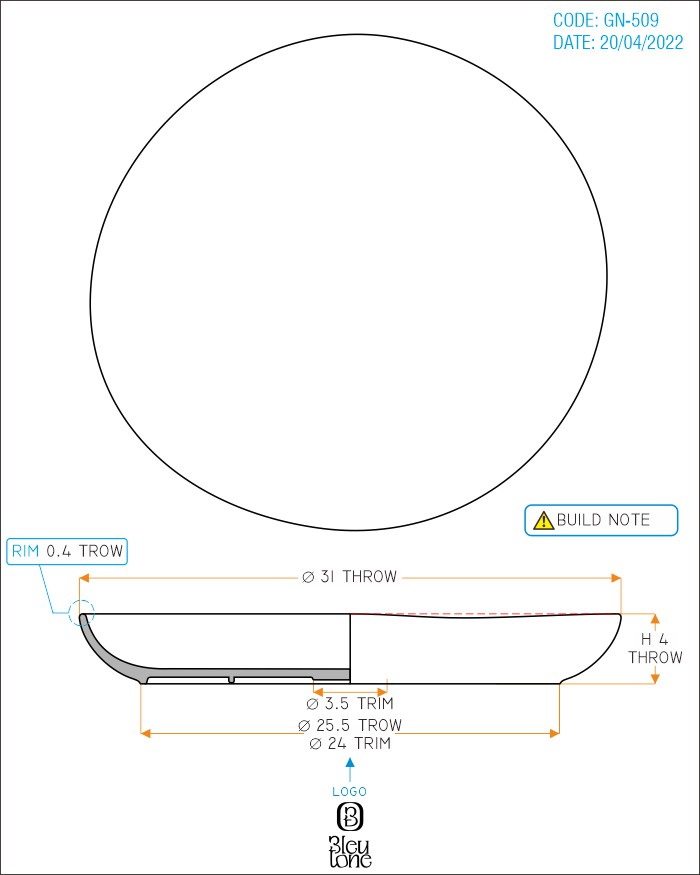 CODE: GN-509
DATE: 20/04/2022
BUILD NOTE
RIM 0.4 TROW
Ø 31 THROW
H 4
THROW
Ø 3.5 TRIM
Ø 25.5 TROW
Ø 24 TRIM
LOGO
Bleu
tone